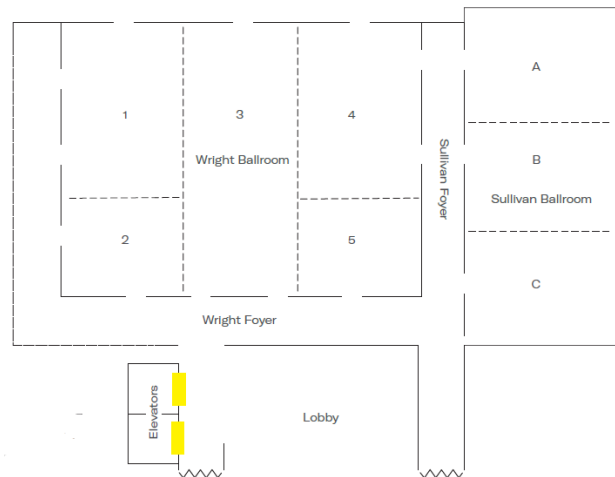 A
1
3
4
B
Wright Ballroom
Sullivan Foyer
Sullivan Ballroom
2
5
C
Wright Foyer
Elevators
Lobby